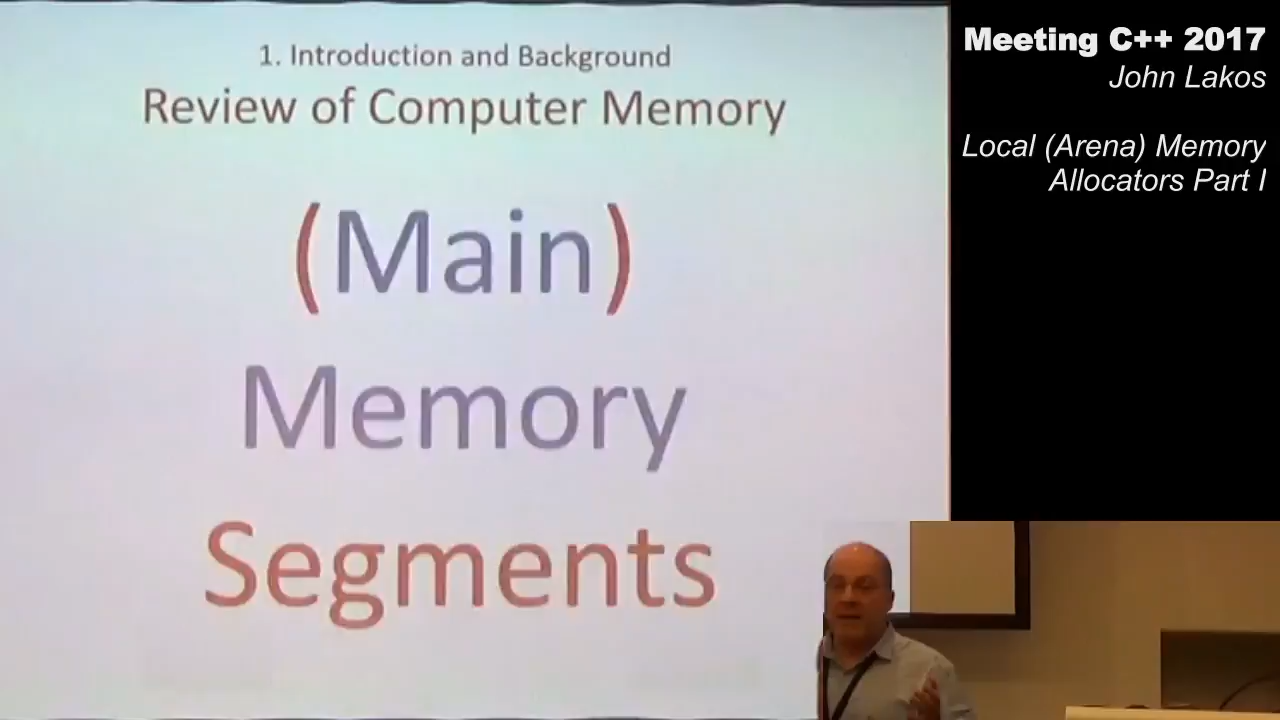 1. Introduction and Background
Review of Computer Memory
(Main)
Memory
Segments
Meeting C++ 2017
John Lakos
Local (Arena) Memory
Allocators Part I